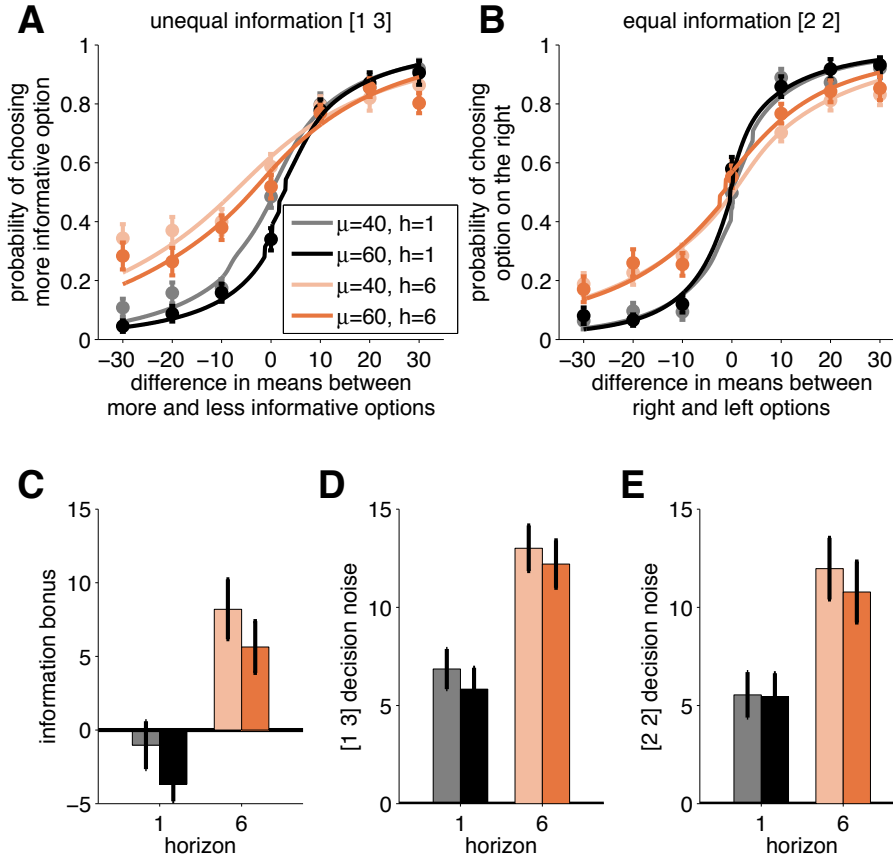 A
unequal information [1 3]
1
0.8
0.6
0.4
0.2
0
probability of choosing
more informative option
μ=40, h=1
μ=60, h=1
μ=40, h=6
μ=60, h=6
−30 −20 −10 0 10 20 30
difference in means between
more and less informative options
B
equal information [2 2]
1
0.8
0.6
0.4
0.2
0
probability of choosing
option on the right
−30 −20 −10 0 10 20 30
difference in means between
right and left options
C
15
10
5
0
−5
information bonus
1 6
horizon
D
15
10
5
0
[1 3] decision noise
1 6
horizon
E
15
10
5
0
[2 2] decision noise
1 6
horizon